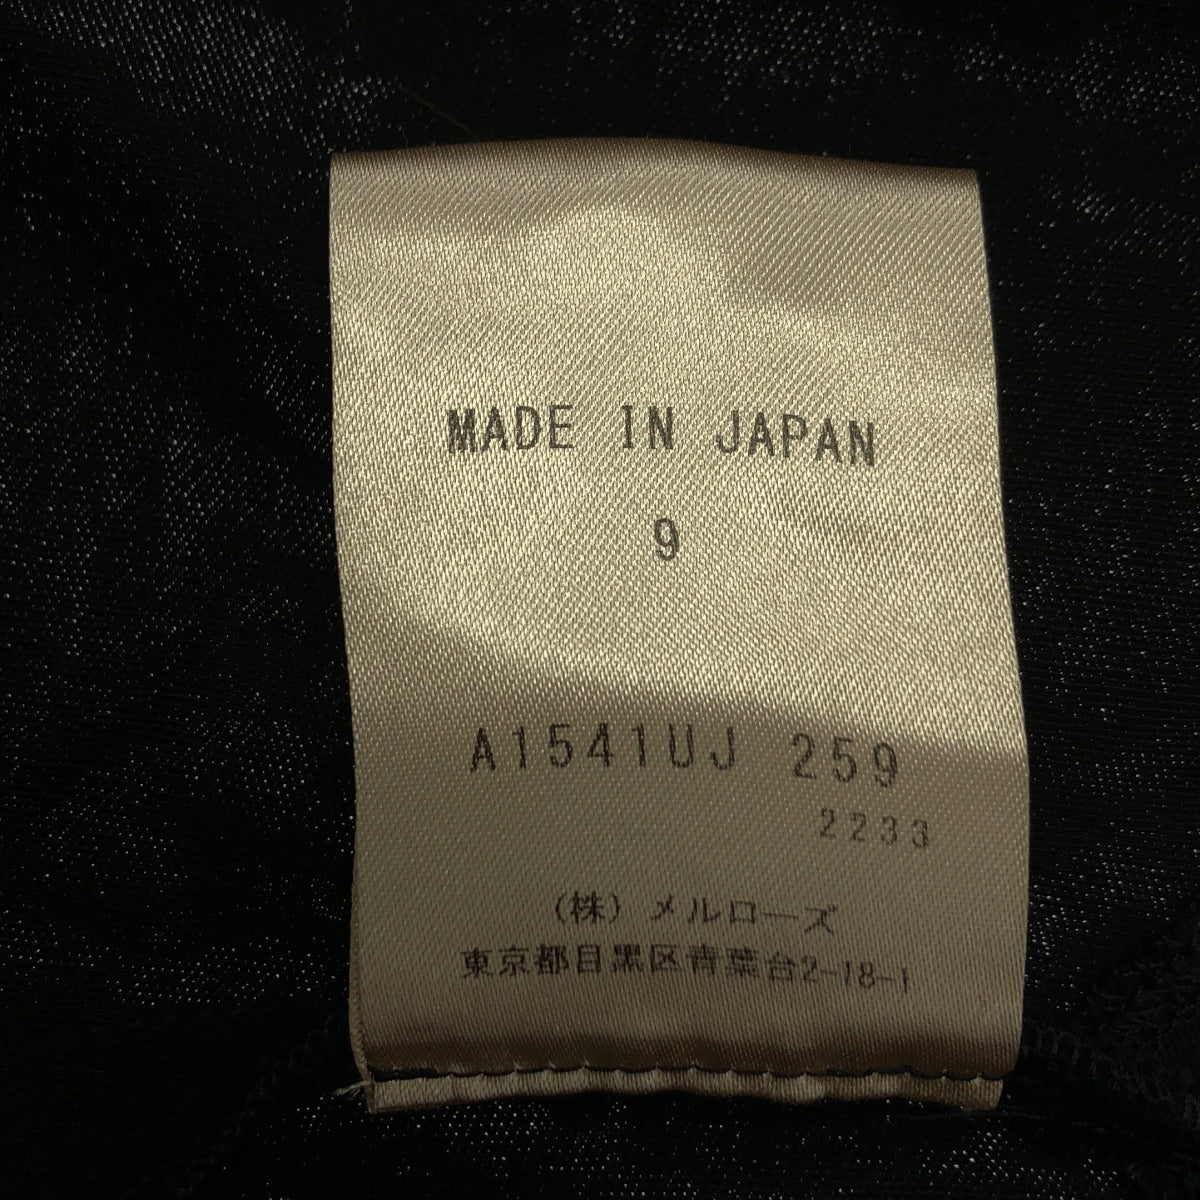 MADE IN JAPAN
9
A1541UJ 259
2233
(株) メルローズ
東京都目黒区青葉台2-18-1